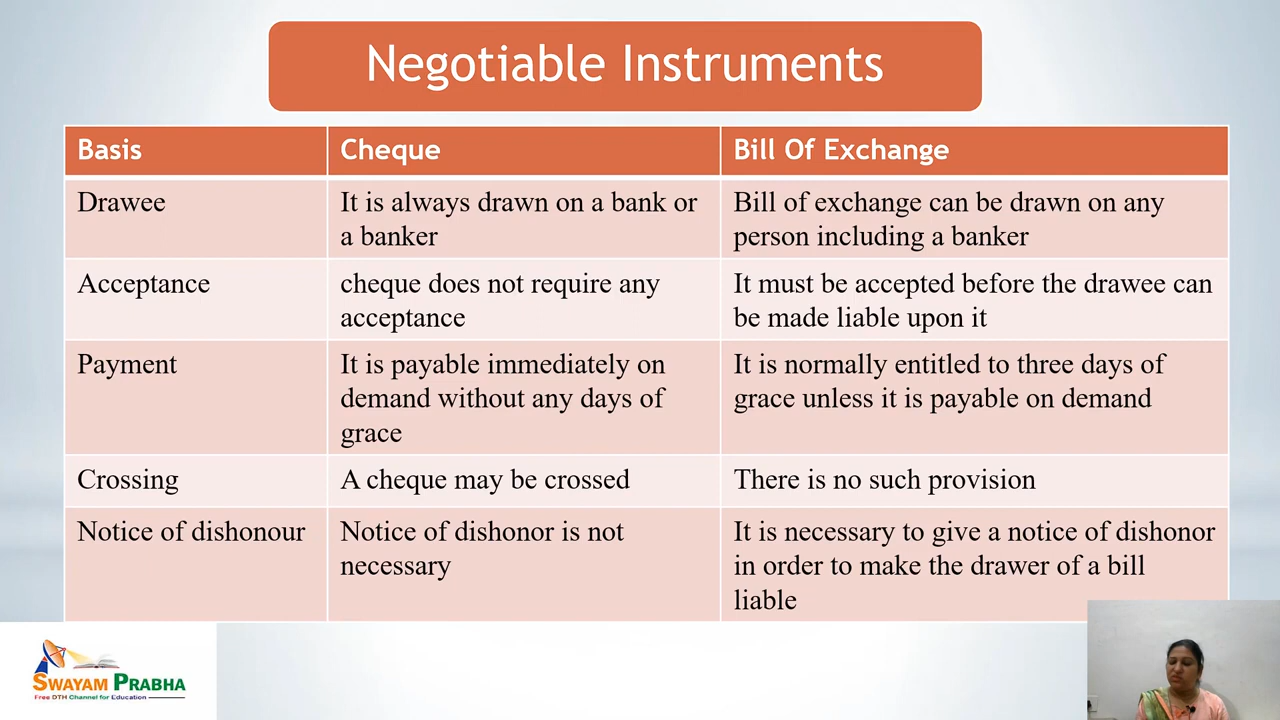 Negotiable Instruments
Basis
Cheque
Bill Of Exchange
Drawee
It is always drawn on a bank or
a banker
Bill of exchange can be drawn on any
person including a banker
Acceptance
cheque does not require any
acceptance
It must be accepted before the drawee can
be made liable upon it
Payment
It is payable immediately on
demand without any days of
grace
It is normally entitled to three days of
grace unless it is payable on demand
Crossing
A cheque may be crossed
There is no such provision
Notice of dishonour
Notice of dishonor is not
necessary
It is necessary to give a notice of dishonor
in order to make the drawer of a bill
liable
SWAYAM PRABHA
Free DTH Channel for Education